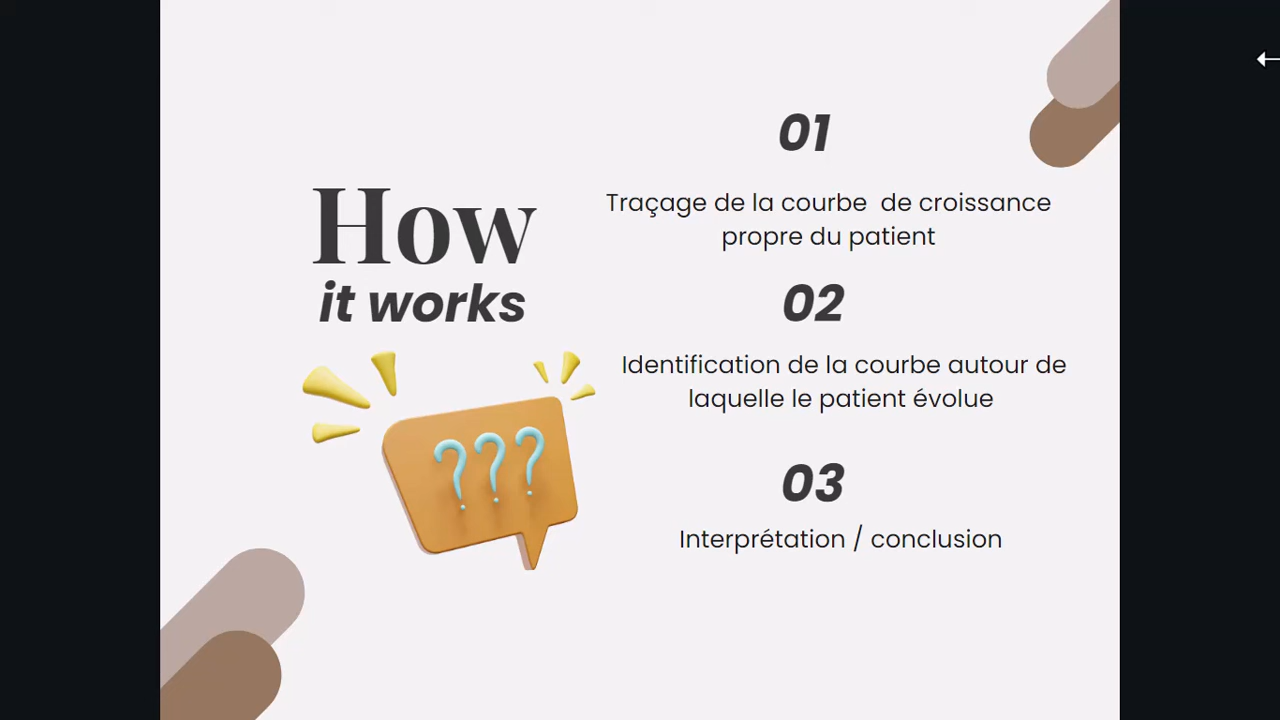 How
it works
???
01
Traçage de la courbe  de croissance
propre du patient
02
Identification de la courbe autour de
laquelle le patient évolue
03
Interprétation / conclusion